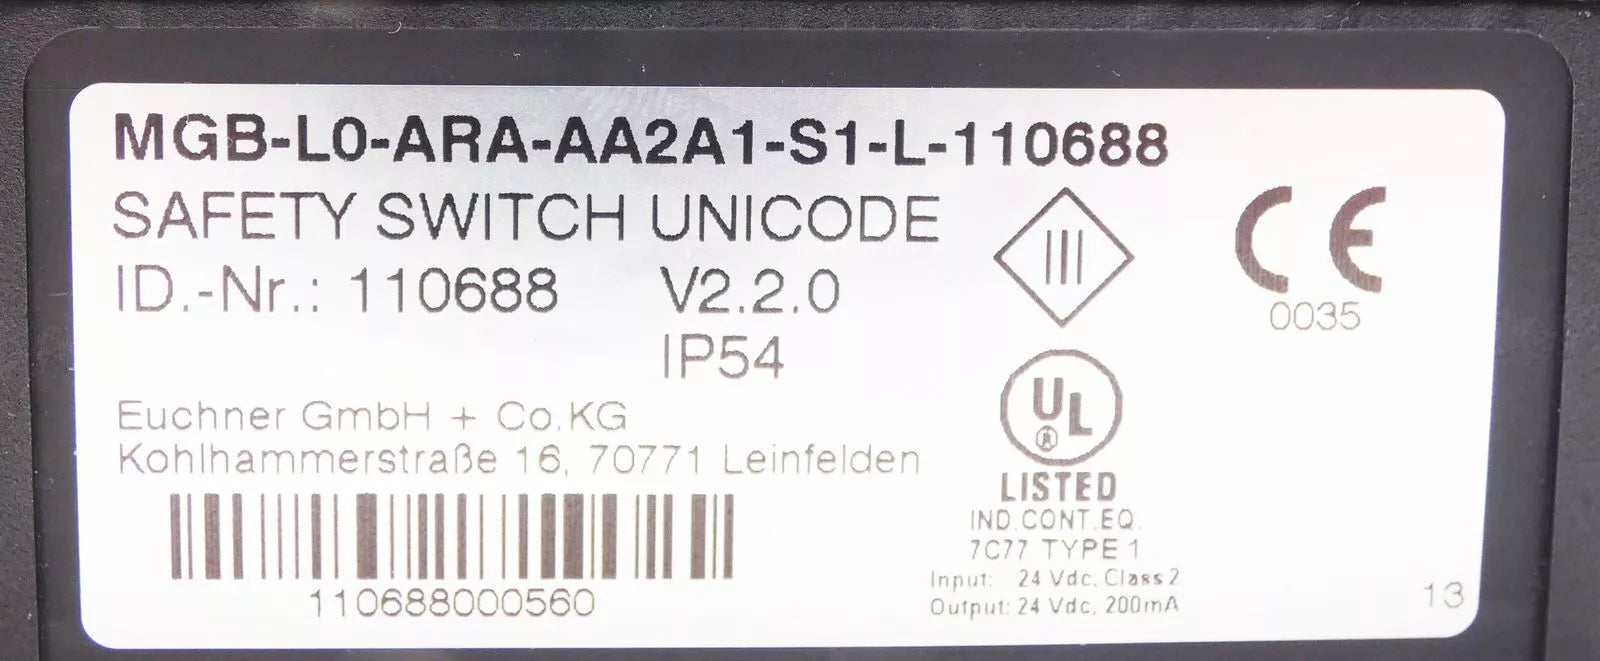 MGB-L0-ARA-AA2A1-S1-L-110688
SAFETY SWITCH UNICODE
ID.-Nr.: 110688 V2.2.0
IP54
Euchner GmbH + Co.KG
Kohlhammerstraße 16, 70771 Leinfelden
110688000560
III
CE
0035
UL
LISTED
IND.CONT.EQ.
7C77 TYPE 1
Input: 24 Vdc, Class 2
Output: 24 Vdc, 200mA
13